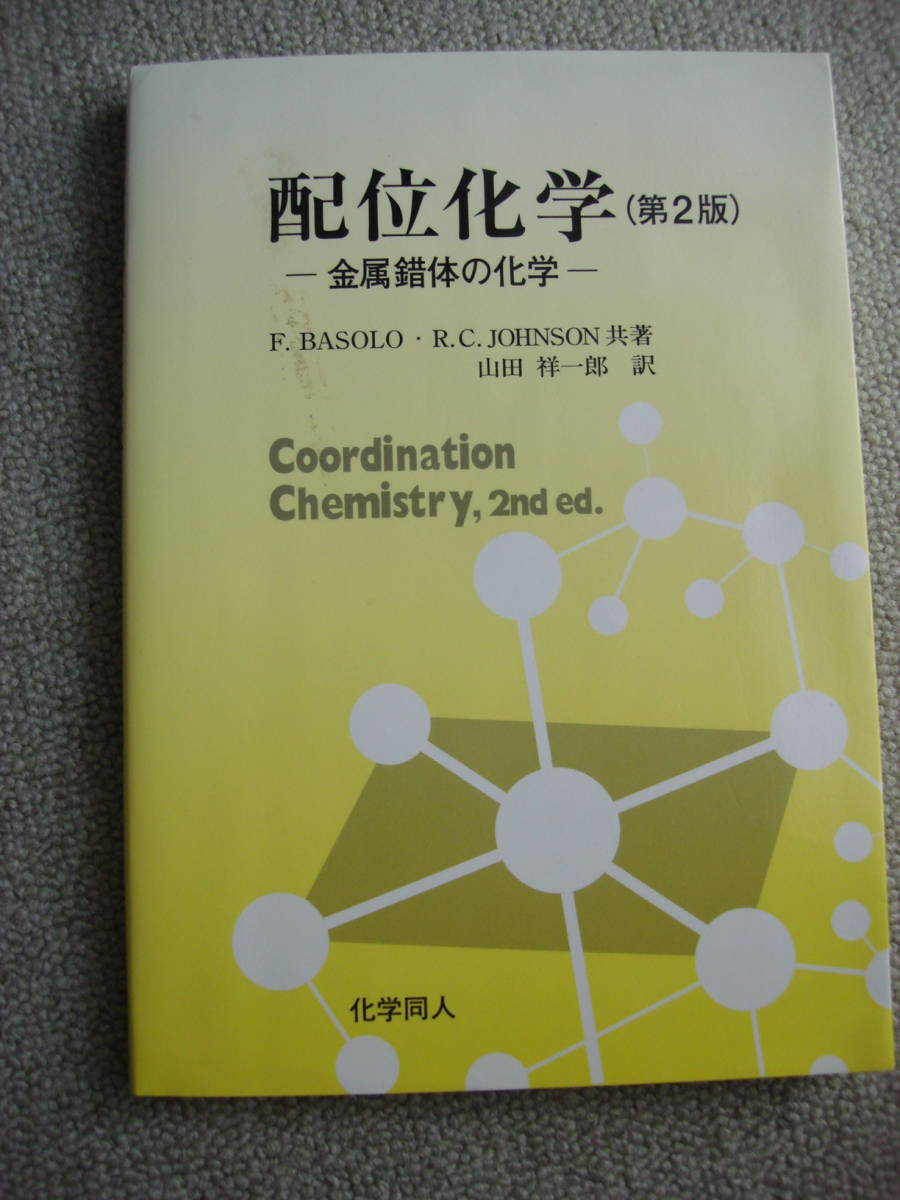 配位化学(第2版)
―金属錯体の化学―
F. BASOLO・R.C. JOHNSON 共著
山田 祥一郎 訳
Coordination
Chemistry, 2nd ed.
化学同人